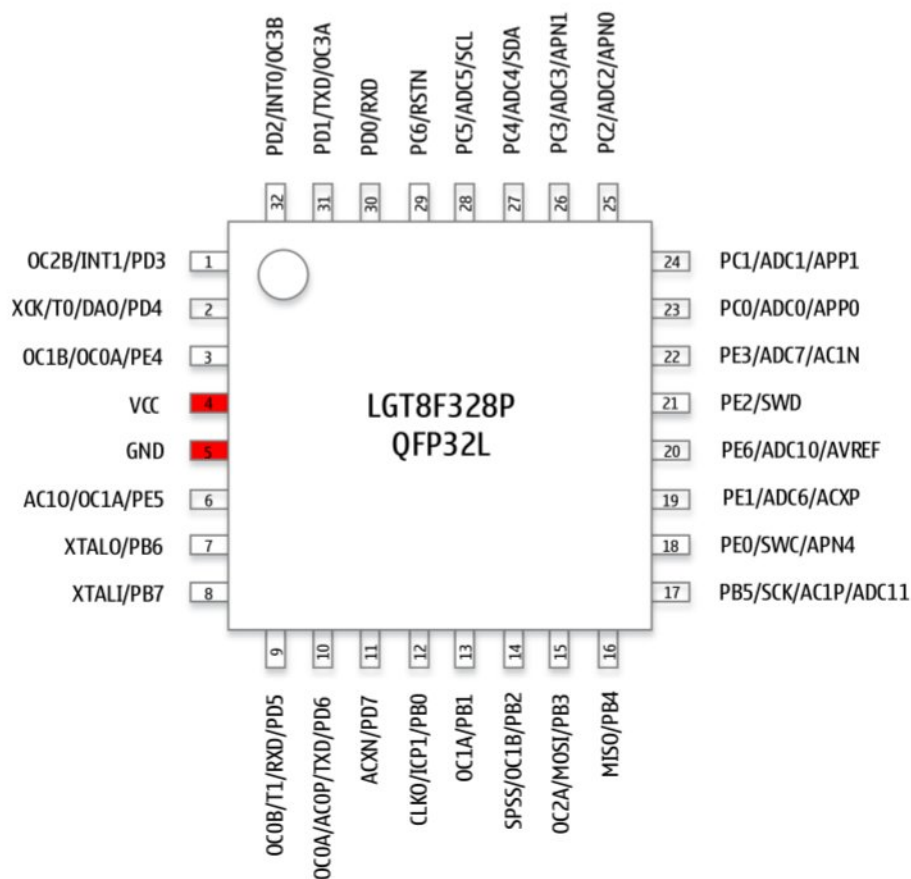 PD2/INT0/OC3B
PD1/TXD/OC3A
PD0/RXD
PC6/RSTN
PC5/ADC5/SCL
PC4/ADC4/SDA
PC3/ADC3/APN1
PC2/ADC2/APN0
32
31
30
29
28
27
26
25
OC2B/INT1/PD3 1
XCK/T0/DAO/PD4 2
OC1B/OC0A/PE4 3
VCC 4
GND 5
AC1O/OC1A/PE5 6
XTALO/PB6 7
XTALI/PB7 8
LGT8F328P
QFP32L
24 PC1/ADC1/APP1
23 PC0/ADC0/APP0
22 PE3/ADC7/AC1N
21 PE2/SWD
20 PE6/ADC10/AVREF
19 PE1/ADC6/ACXP
18 PE0/SWC/APN4
17 PB5/SCK/AC1P/ADC11
9
10
11
12
13
14
15
16
OC0B/T1/RXD/PD5
OC0A/AC0P/TXD/PD6
ACXN/PD7
CLKO/ICP1/PB0
OC1A/PB1
SPSS/OC1B/PB2
OC2A/MOSI/PB3
MISO/PB4